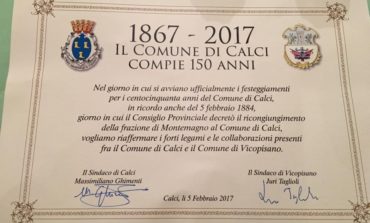 1867 - 2017
IL COMUNE DI CALCI
COMPIE 150 ANNI
Nel giorno in cui si avviano ufficialmente i festeggiamenti
per i centocinquanta anni del Comune di Calci,
in ricordo anche del 5 febbraio 1884,
giorno in cui il Consiglio Provinciale decretò il ricongiungimento
della frazione di Montemagno al Comune di Calci,
vogliamo riaffermare i forti legami e le collaborazioni presenti
fra il Comune di Calci e il Comune di Vicopisano.
Il Sindaco di Calci
Massimiliano Ghimenti
Il Sindaco di Vicopisano
Juri Taglioli
Calci, lì 5 Febbraio 2017